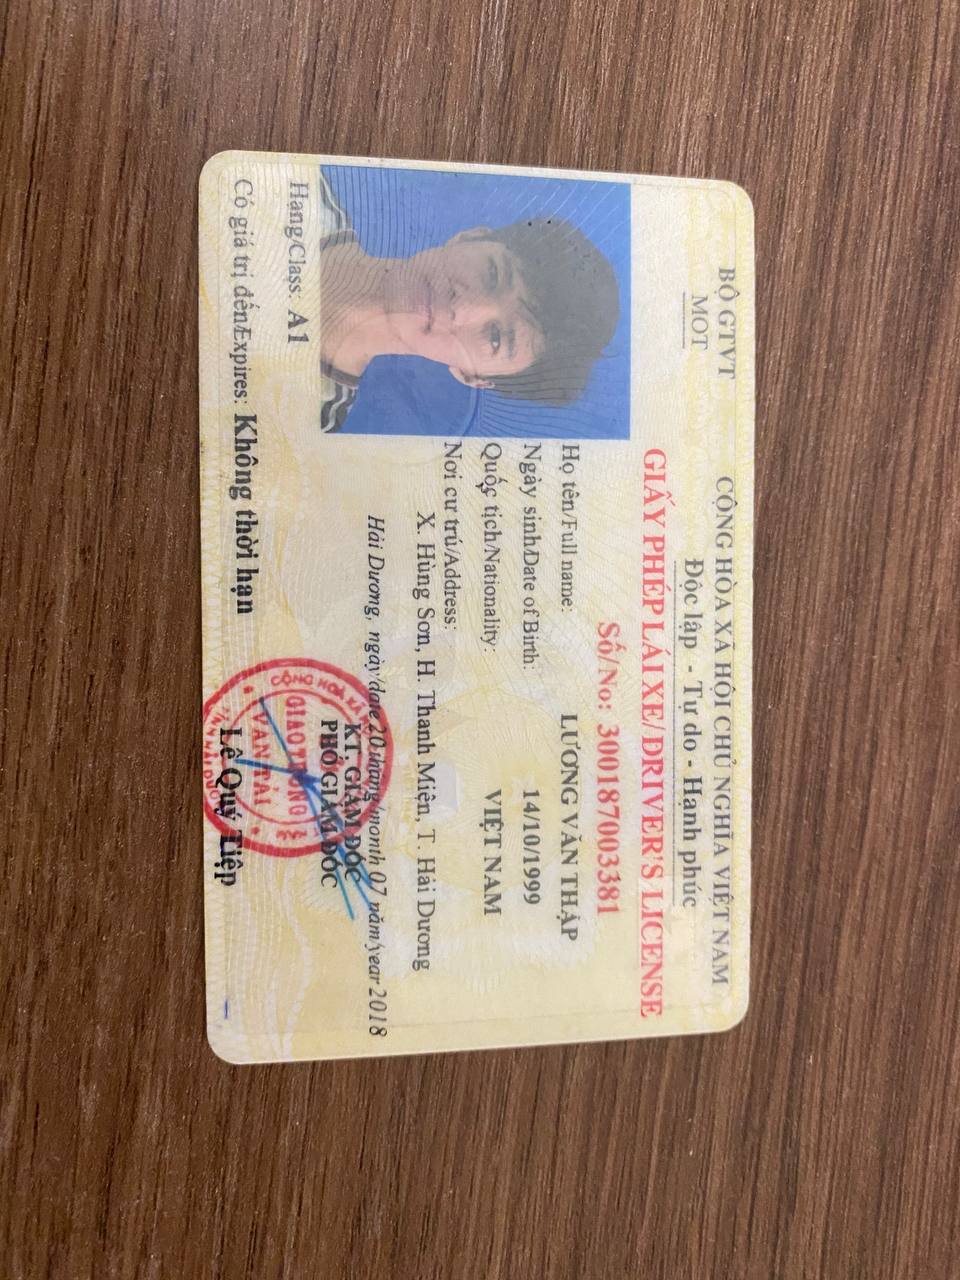 BỘ GTVT
MOT
CỘNG HÒA XÃ HỘI CHỦ NGHĨA VIỆT NAM
Độc lập - Tự do - Hạnh phúc
GIẤY PHÉP LÁI XE/DRIVER'S LICENSE
Số/No: 300187003381
Họ tên/Full name: LƯƠNG VĂN THẬP
Ngày sinh/Date of Birth: 14/10/1999
Quốc tịch/Nationality: VIỆT NAM
Nơi cư trú/Address:
X. Hùng Sơn, H. Thanh Miện, T. Hải Dương
Hải Dương, ngày/date 20 tháng/month 07 năm/year 2018
KT. GIÁM ĐỐC
PHÓ GIÁM ĐỐC
Hạng/Class: A1
Có giá trị đến/Expires: Không thời hạn
CỘNG HOÀ XÃ
GIAO THÔNG
VẬN TẢI
Lê Quý Tiệp